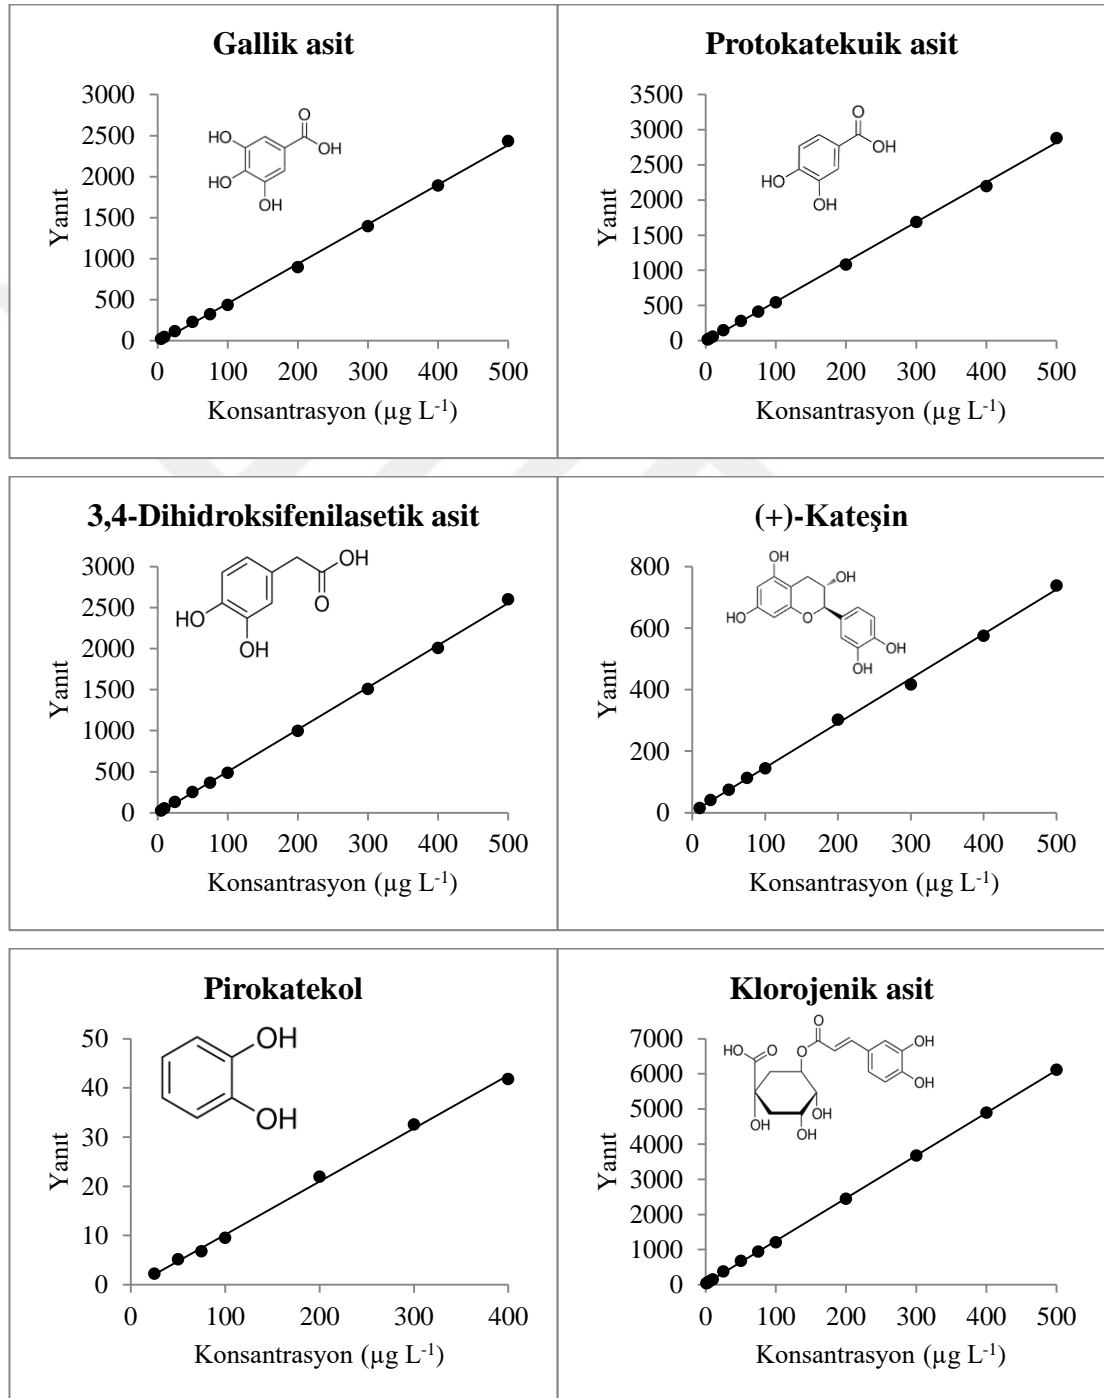 Gallik asit
3000
2500
2000
1500
1000
500
0
Yanıt
0 100 200 300 400 500
Konsantrasyon (µg L⁻¹)
HO
HO
OH
O
OH
Protokatekuik asit
3500
3000
2500
2000
1500
1000
500
0
Yanıt
0 100 200 300 400 500
Konsantrasyon (µg L⁻¹)
O
OH
HO
OH
3,4-Dihidroksifenilasetik asit
3000
2500
2000
1500
1000
500
0
Yanıt
0 100 200 300 400 500
Konsantrasyon (µg L⁻¹)
OH
O
HO
OH
(+)-Kateşin
800
600
400
200
0
Yanıt
0 100 200 300 400 500
Konsantrasyon (µg L⁻¹)
OH
OH
HO
O
OH
OH
Pirokatekol
50
40
30
20
10
0
Yanıt
0 100 200 300 400
Konsantrasyon (µg L⁻¹)
OH
OH
Klorojenik asit
7000
6000
5000
4000
3000
2000
1000
0
Yanıt
0 100 200 300 400 500
Konsantrasyon (µg L⁻¹)
O
HO
O
O
OH
OH
OH
OH
OH